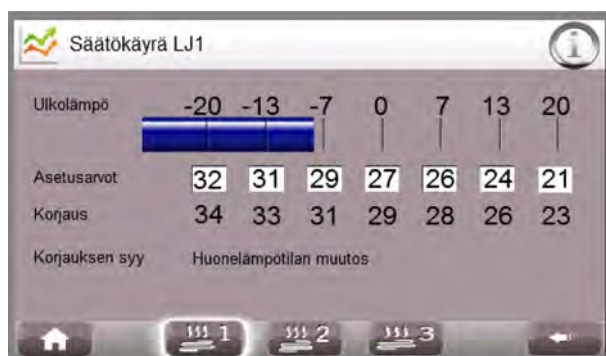 Säätökäyrä LJ1
Ulkolämpö -20 -13 -7 0 7 13 20
Asetusarvot 32 31 29 27 26 24 21
Korjaus 34 33 31 29 28 26 23
Korjauksen syy Huonelämpötilan muutos
1 2 3